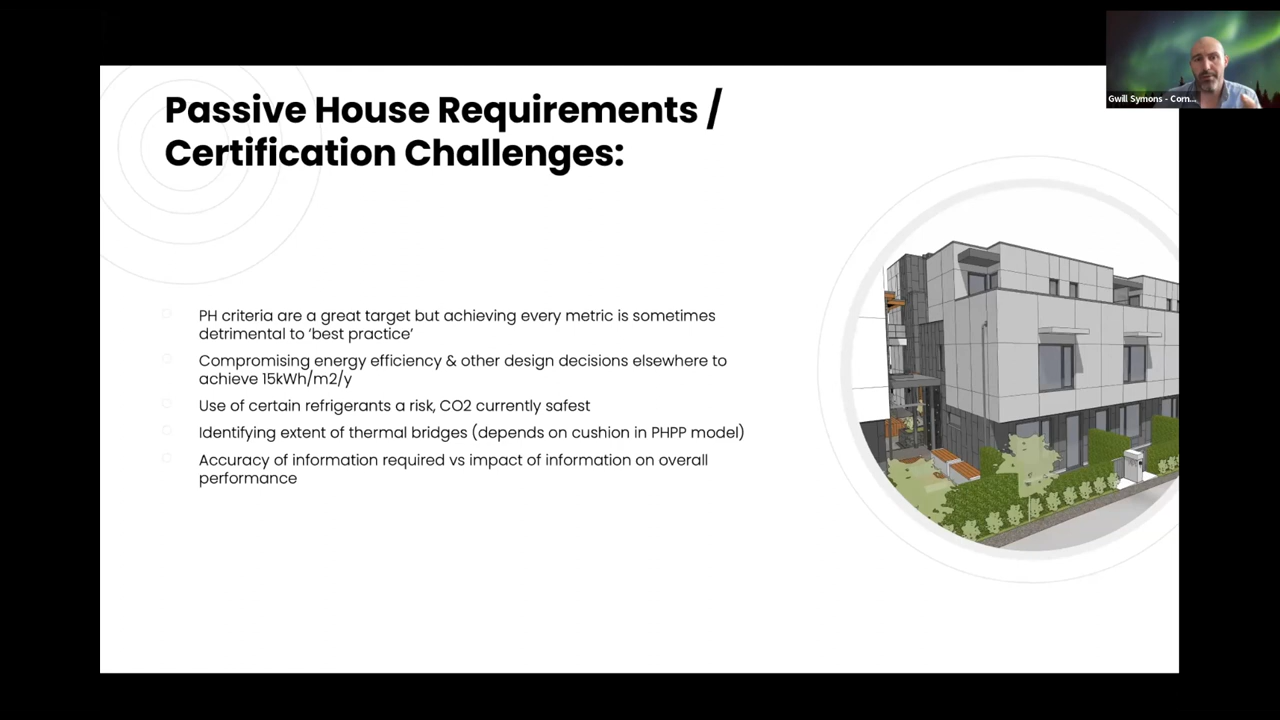 Passive House Requirements /
Certification Challenges:
Gwill Symons - Corn...
PH criteria are a great target but achieving every metric is sometimes
detrimental to ‘best practice‘
Compromising energy efficiency & other design decisions elsewhere to
achieve 15kWh/m2/y
Use of certain refrigerants a risk, CO2 currently safest
Identifying extent of thermal bridges (depends on cushion in PHPP model)
Accuracy of information required vs impact of information on overall
performance